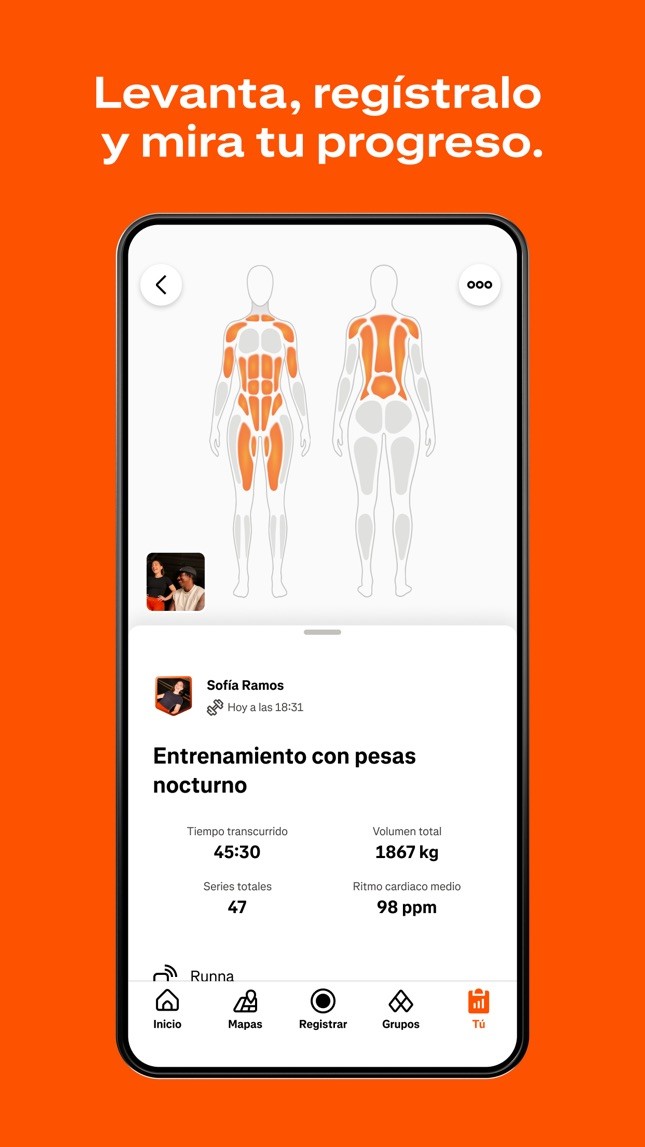 Levanta, regístralo
y mira tu progreso.
Sofía Ramos
Hoy a las 18:31
Entrenamiento con pesas
nocturno
Tiempo transcurrido
Volumen total
45:30
1867 kg
Series totales
Ritmo cardiaco medio
47
98 ppm
Runna
Inicio
Mapas
Registrar
Grupos
Tú